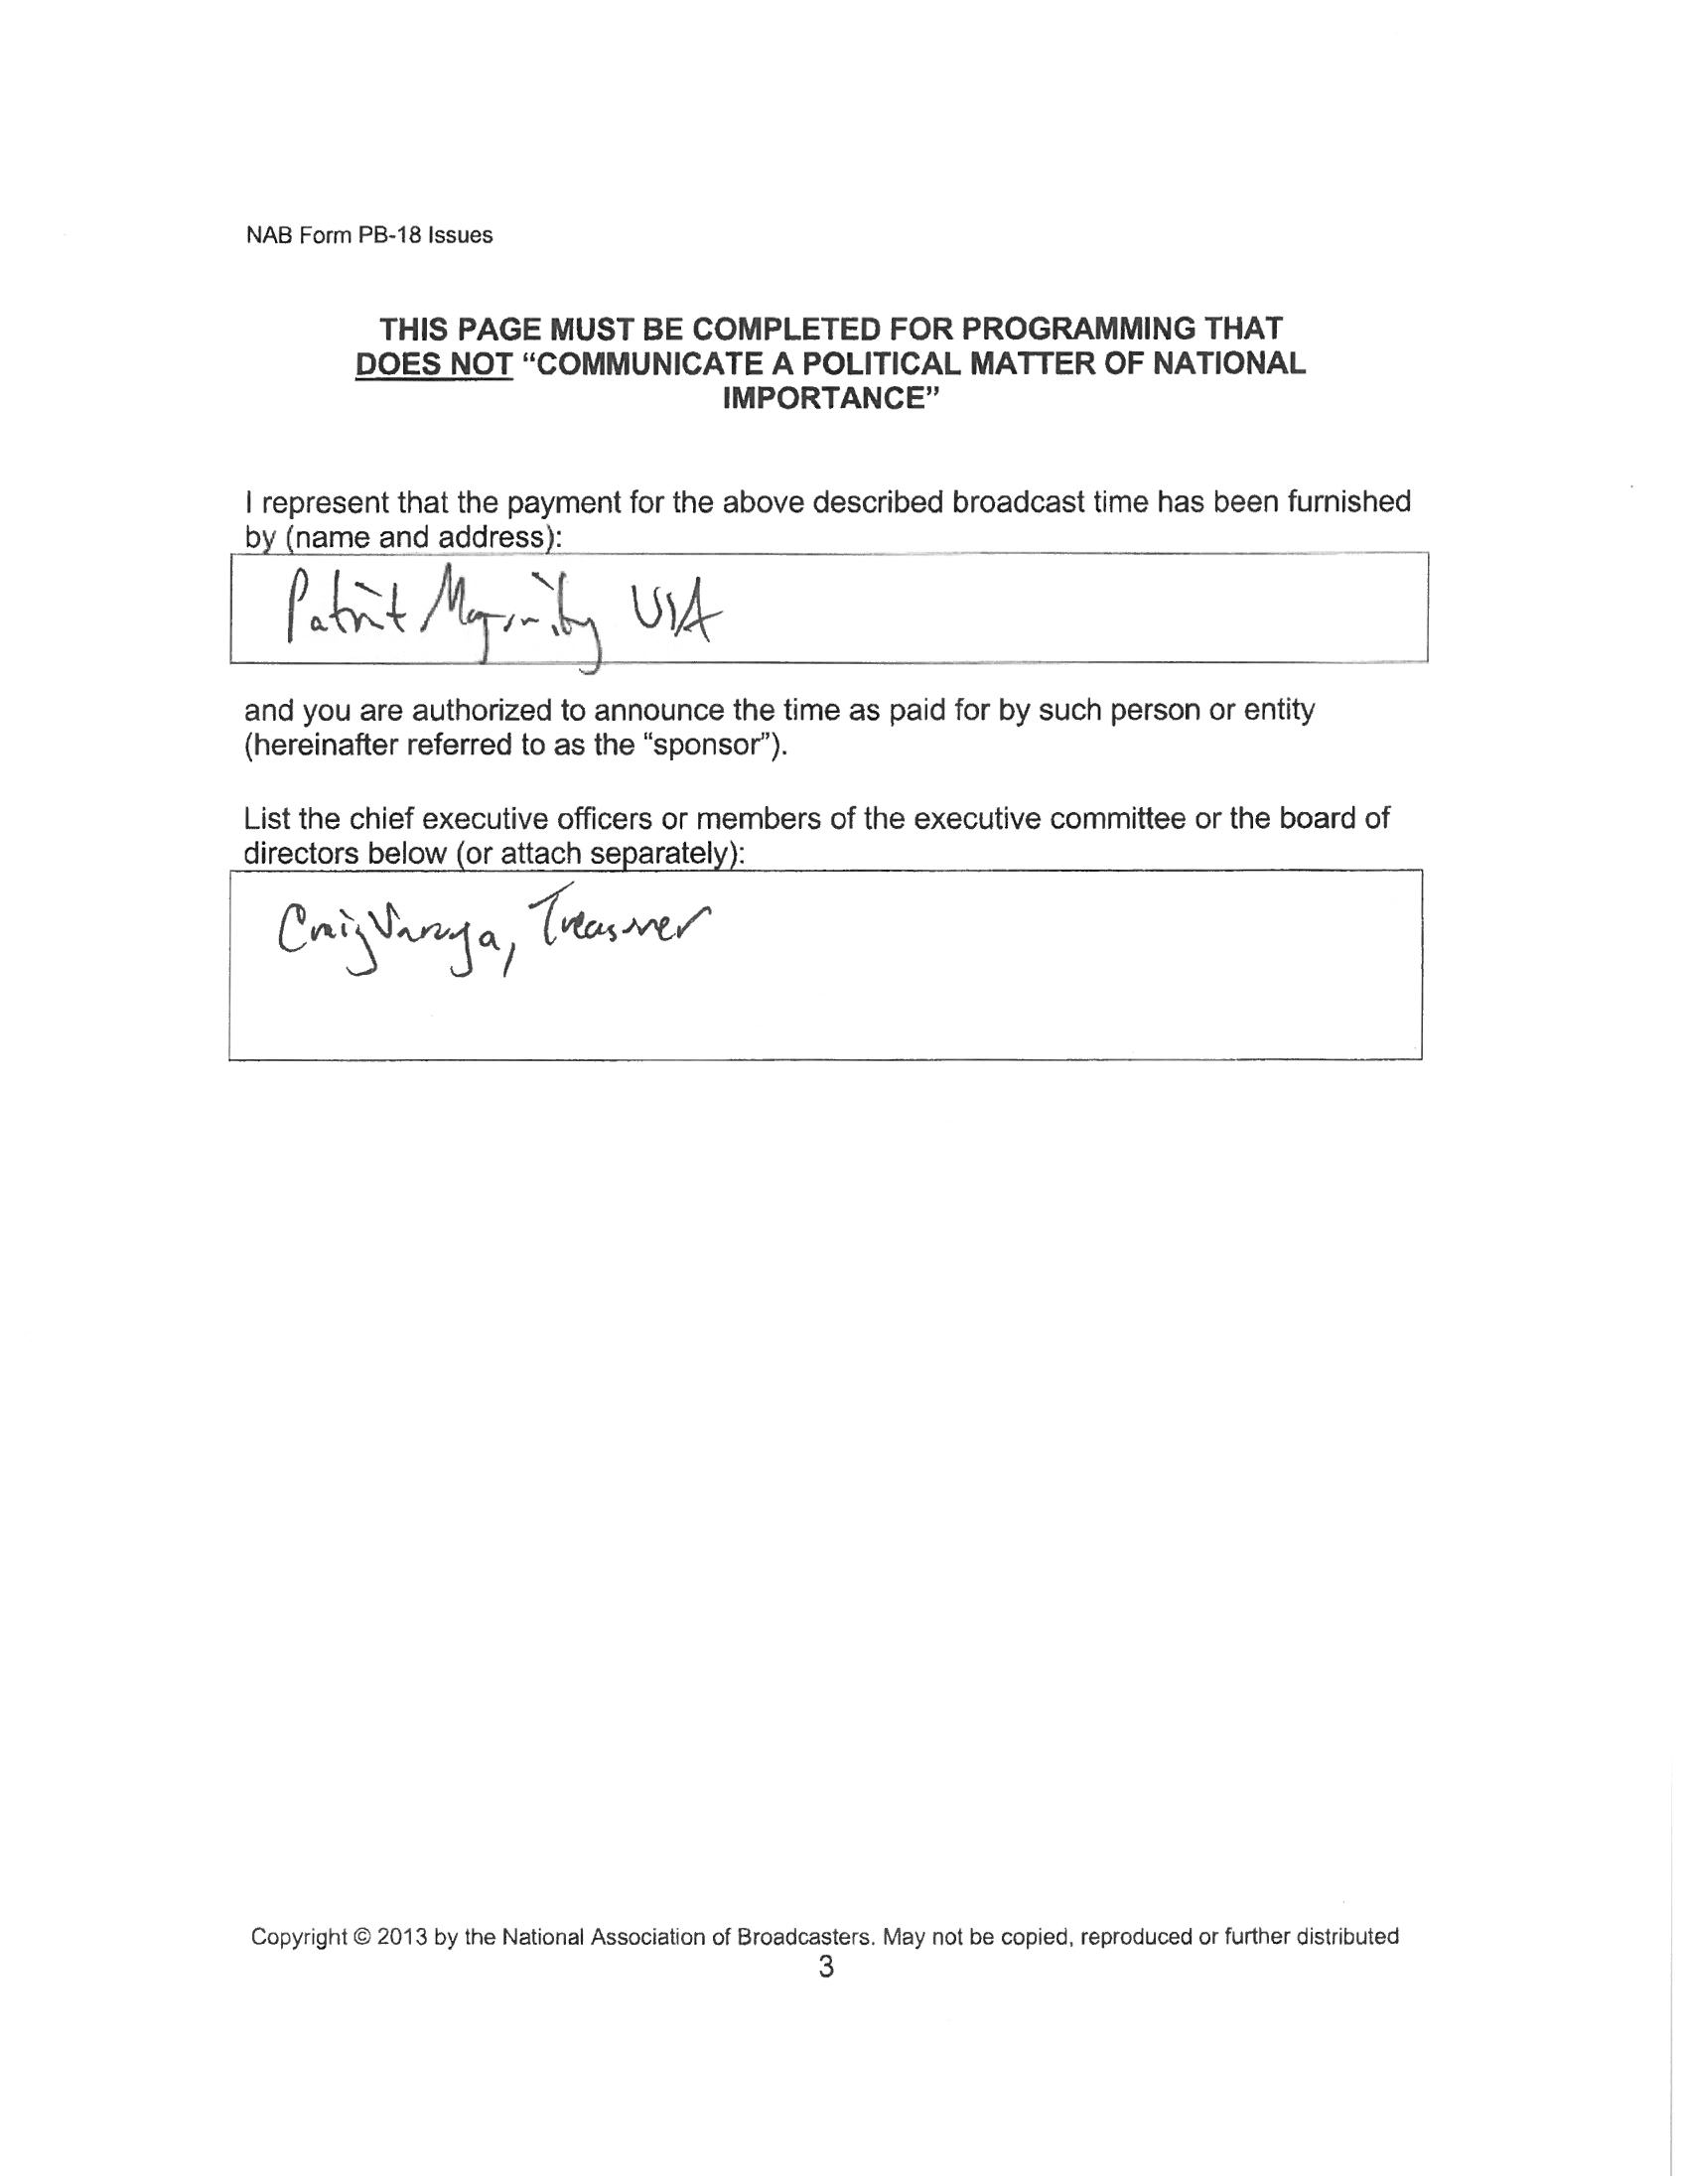 NAB Form PB-18 Issues
THIS PAGE MUST BE COMPLETED FOR PROGRAMMING THAT
DOES NOT “COMMUNICATE A POLITICAL MATTER OF NATIONAL
IMPORTANCE”
I represent that the payment for the above described broadcast time has been furnished
by (name and address):
Patriot Majority USA
and you are authorized to announce the time as paid for by such person or entity
(hereinafter referred to as the “sponsor”).
List the chief executive officers or members of the executive committee or the board of
directors below (or attach separately):
Craig Varoga, Treasurer
Copyright © 2013 by the National Association of Broadcasters. May not be copied, reproduced or further distributed
3